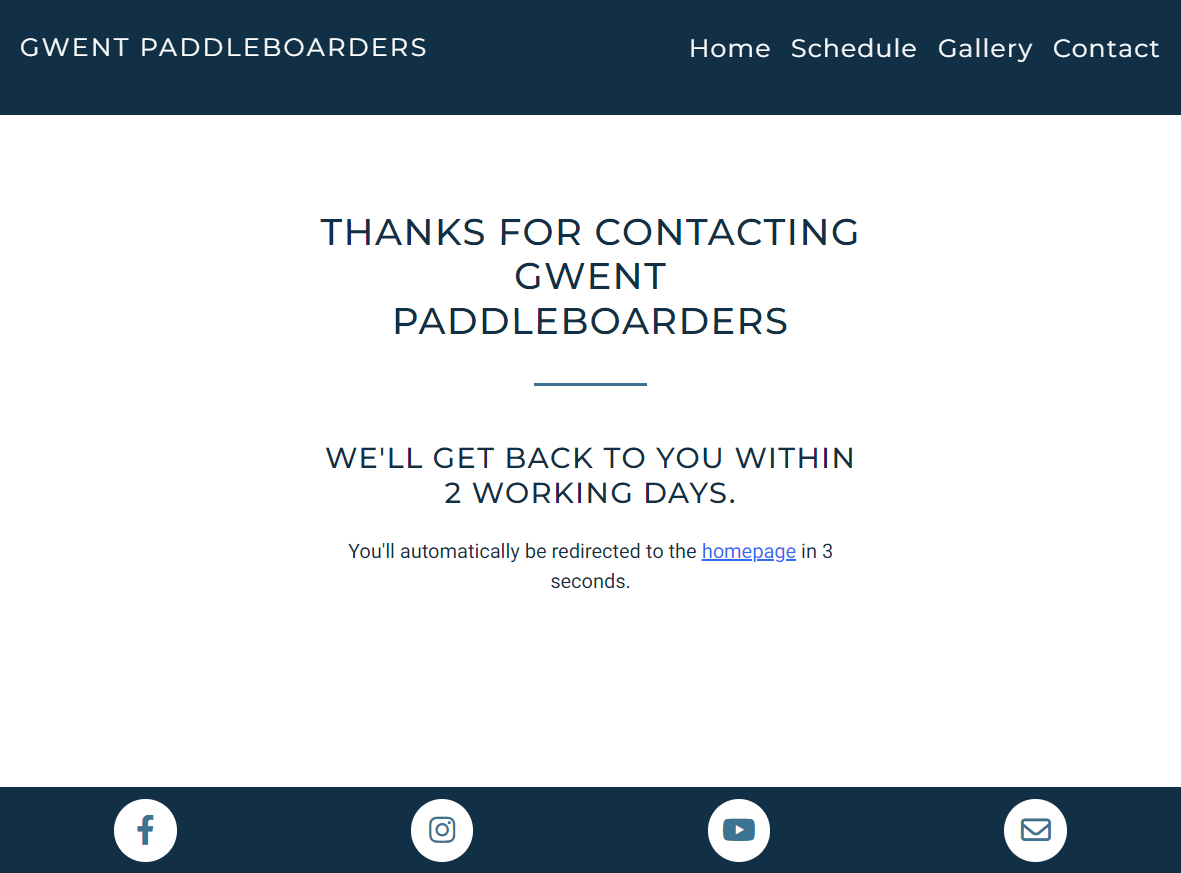 GWENT PADDLEBOARDERS
Home Schedule Gallery Contact
THANKS FOR CONTACTING
GWENT
PADDLEBOARDERS
WE'LL GET BACK TO YOU WITHIN
2 WORKING DAYS.
You'll automatically be redirected to the homepage in 3
seconds.